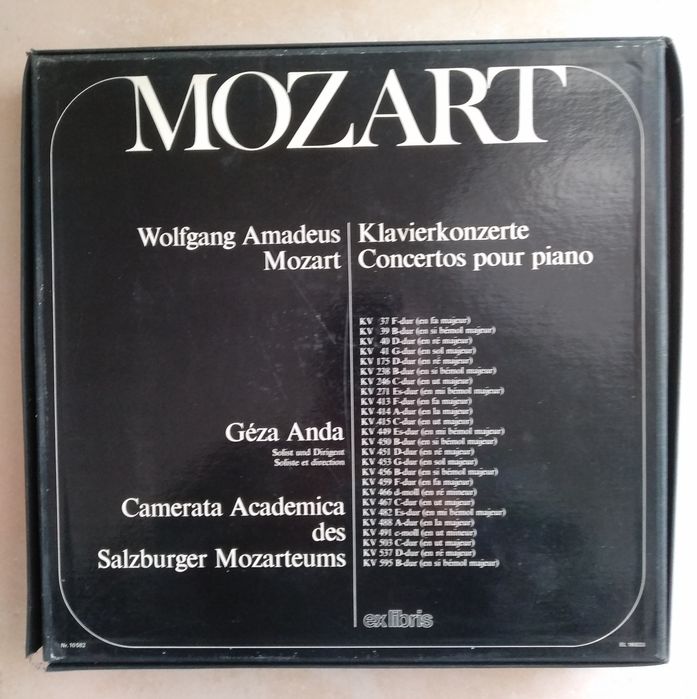 MOZART
Wolfgang Amadeus
Mozart
Klavierkonzerte
Concertos pour piano
KV 37 F-dur (en fa majeur)
KV 39 B-dur (en si bémol majeur)
KV 40 D-dur (en ré majeur)
KV 41 G-dur (en sol majeur)
KV 175 D-dur (en ré majeur)
KV 238 B-dur (en si bémol majeur)
KV 246 C-dur (en ut majeur)
KV 271 Es-dur (en mi bémol majeur)
KV 413 F-dur (en fa majeur)
KV 414 A-dur (en la majeur)
KV 415 C-dur (en ut majeur)
KV 449 Es-dur (en mi bémol majeur)
KV 450 B-dur (en si bémol majeur)
KV 451 D-dur (en ré majeur)
KV 453 G-dur (en sol majeur)
KV 456 B-dur (en si bémol majeur)
KV 459 F-dur (en fa majeur)
KV 466 d-moll (en ré mineur)
KV 467 C-dur (en ut majeur)
KV 482 Es-dur (en mi bémol majeur)
KV 488 A-dur (en la majeur)
KV 491 c-moll (en ut mineur)
KV 503 C-dur (en ut majeur)
KV 537 D-dur (en ré majeur)
KV 595 B-dur (en si bémol majeur)
Géza Anda
Solist und Dirigent
Soliste et direction
Camerata Academica
des
Salzburger Mozarteums
ex libris
Nr. 16 582